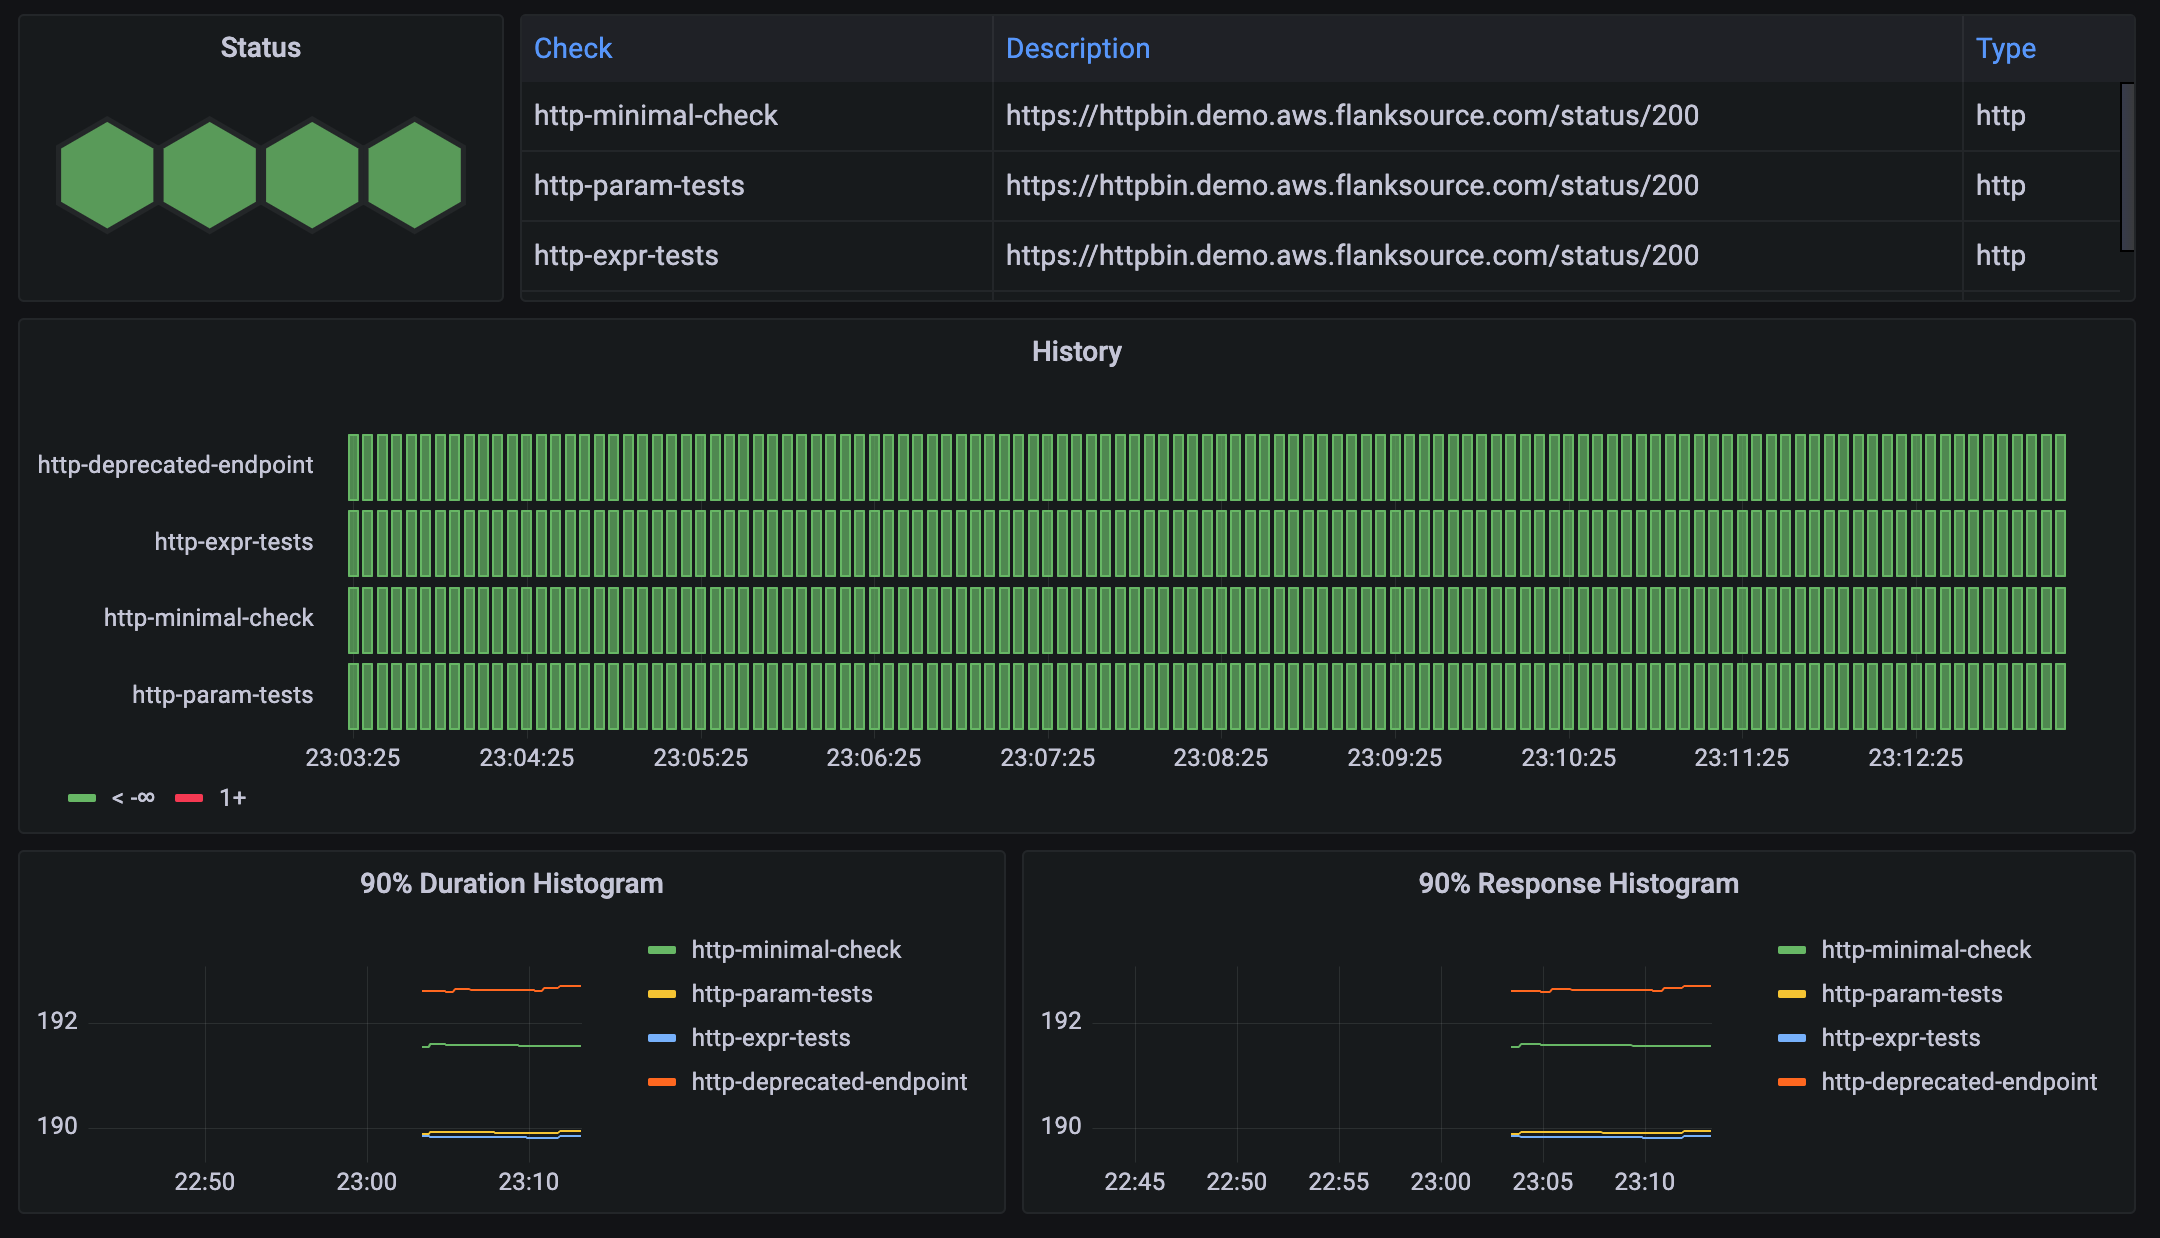 Status
Check Description Type
http-minimal-check https://httpbin.demo.aws.flanksource.com/status/200 http
http-param-tests https://httpbin.demo.aws.flanksource.com/status/200 http
http-expr-tests https://httpbin.demo.aws.flanksource.com/status/200 http
History
http-deprecated-endpoint
http-expr-tests
http-minimal-check
http-param-tests
23:03:25 23:04:25 23:05:25 23:06:25 23:07:25 23:08:25 23:09:25 23:10:25 23:11:25 23:12:25
< -∞ 1+
90% Duration Histogram
192
190
22:50 23:00 23:10
http-minimal-check
http-param-tests
http-expr-tests
http-deprecated-endpoint
90% Response Histogram
192
190
22:45 22:50 22:55 23:00 23:05 23:10
http-minimal-check
http-param-tests
http-expr-tests
http-deprecated-endpoint